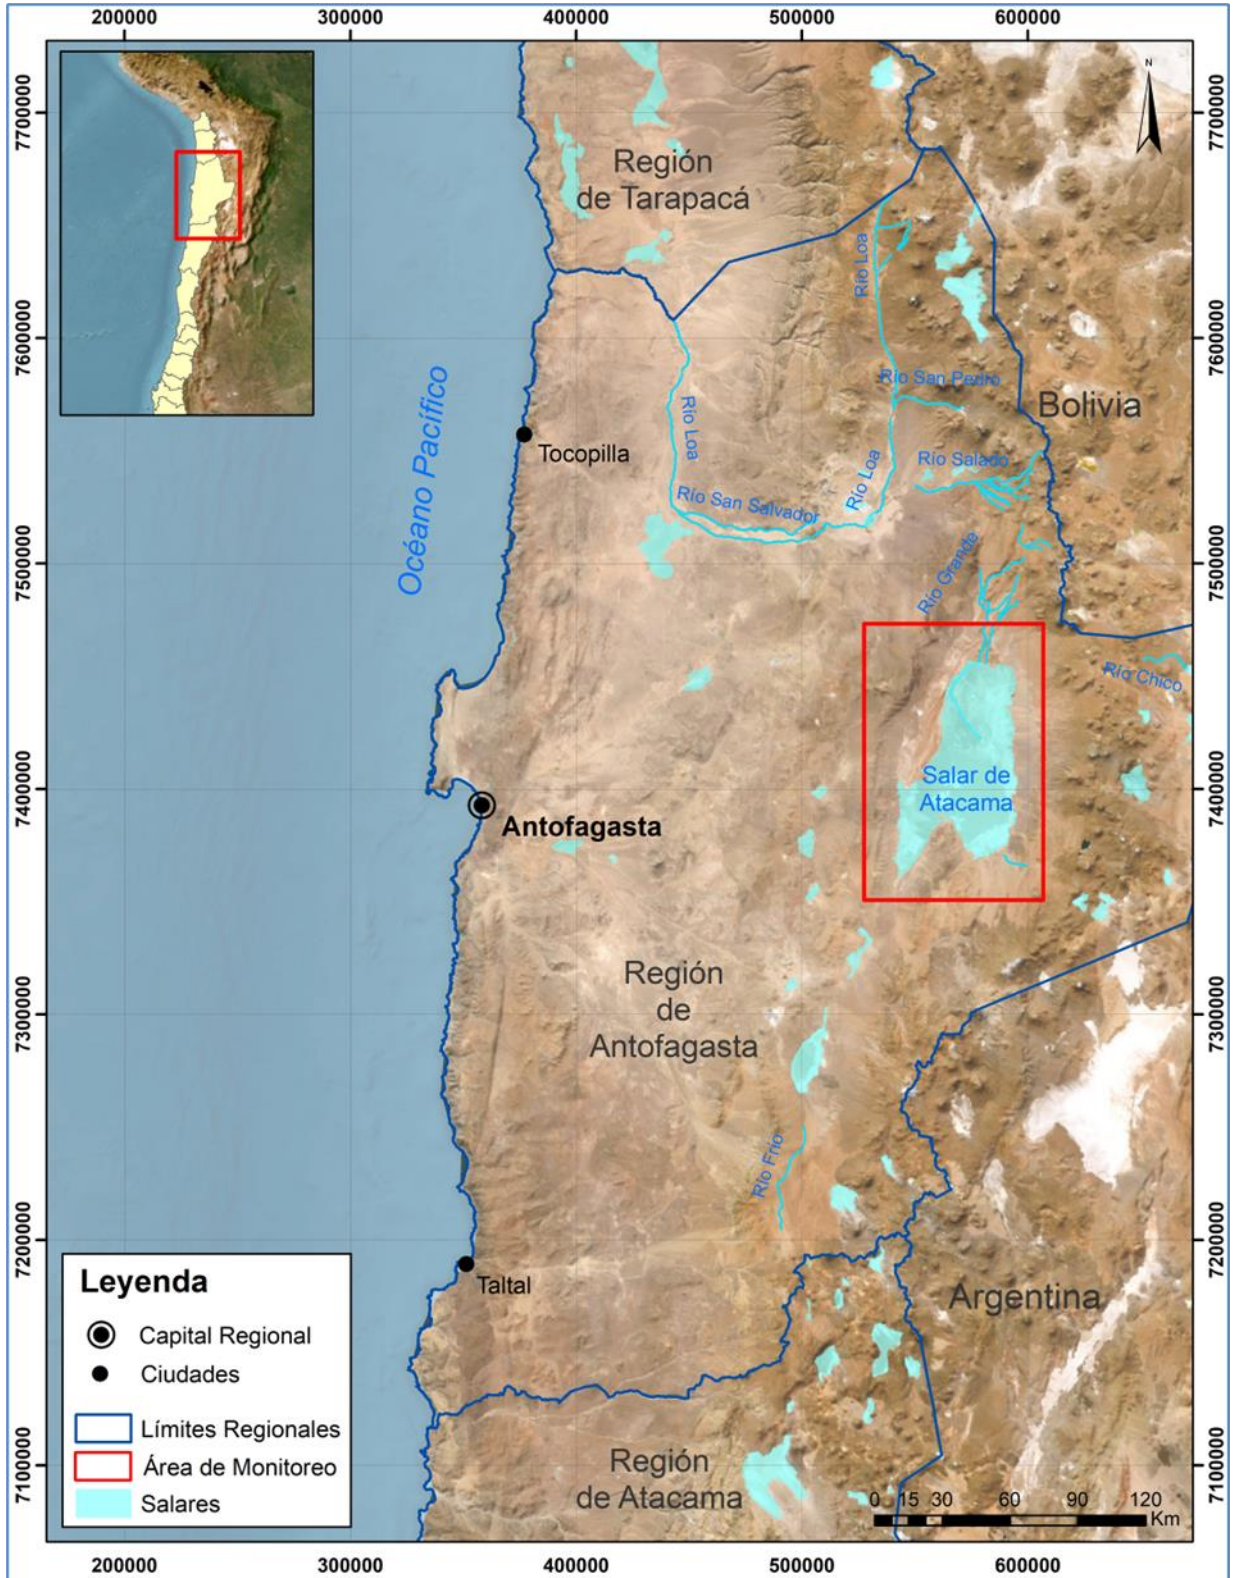 200000 300000 400000 500000 600000
N
7700000
7700000
Región
de Tarapacá
Río Loa
7600000
7600000
Río San Pedro
Bolivia
Océano Pacífico
Río Loa
Tocopilla
Río Salado
Río Loa
Río San Salvador
7500000
7500000
Río Grande
Río Chico
7400000
7400000
Salar de
Atacama
Antofagasta
Región
de
Antofagasta
7300000
7300000
Río Frio
7200000
7200000
Taltal
Argentina
Leyenda
Capital Regional
Ciudades
Límites Regionales
Área de Monitoreo
Salares
Región
de Atacama
7100000
7100000
0 15 30 60 90 120
Km
200000 300000 400000 500000 600000